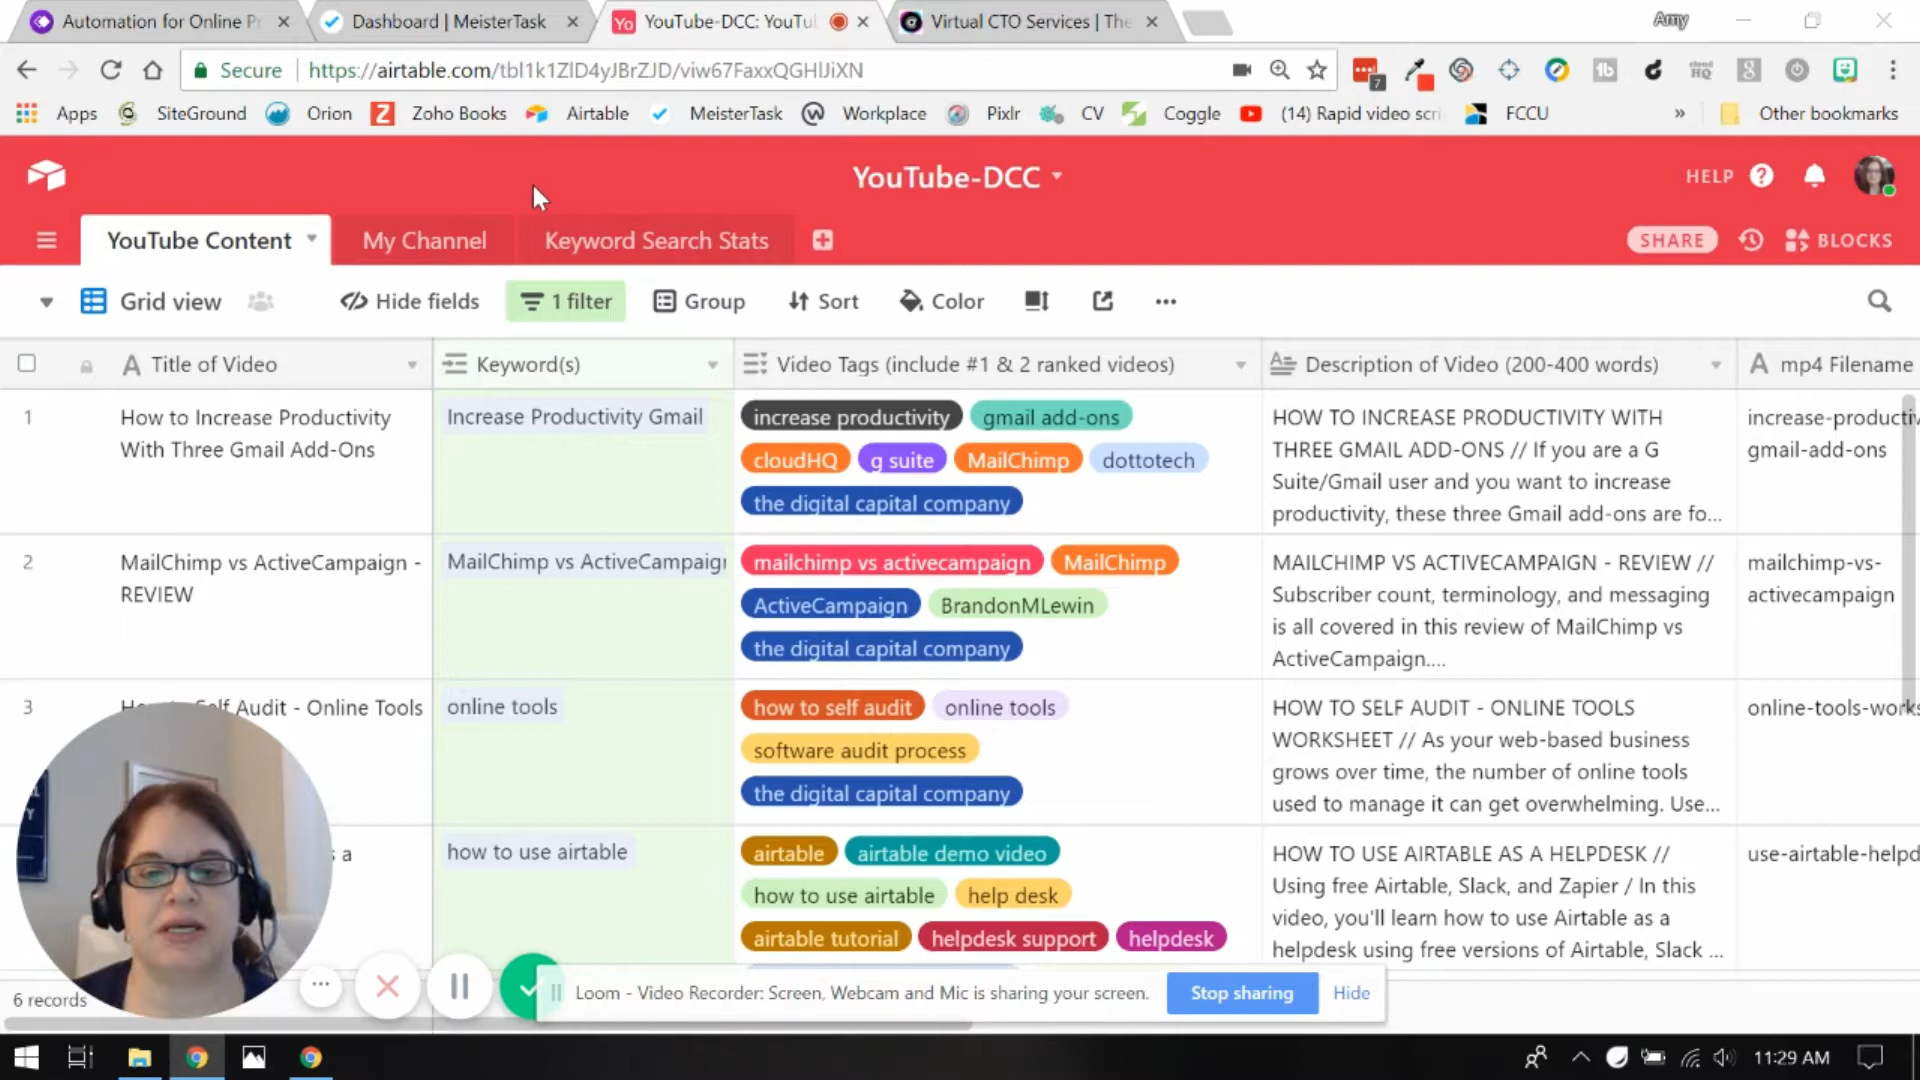 Automation for Online P
Dashboard | MeisterTask
Yo
YouTube-DCC: YouTu
Virtual CTO Services | The
Amy
Secure
https://airtable.com/tbl1k1ZlD4yJBrZJD/viw67FaxxQGHlJiXN
7
cloud
HQ
Apps
SiteGround
Orion
Zoho Books
Airtable
MeisterTask
Workplace
Pixlr
CV
Coggle
(14) Rapid video scri
FCCU
»
Other bookmarks
YouTube-DCC
HELP
YouTube Content
My Channel
Keyword Search Stats
SHARE
BLOCKS
Grid view
Hide fields
1 filter
Group
Sort
Color
Title of Video
Keyword(s)
Video Tags (include #1 & 2 ranked videos)
Description of Video (200-400 words)
mp4 Filename
1
How to Increase Productivity
With Three Gmail Add-Ons
Increase Productivity Gmail
increase productivity
gmail add-ons
cloudHQ
g suite
MailChimp
dottotech
the digital capital company
HOW TO INCREASE PRODUCTIVITY WITH
THREE GMAIL ADD-ONS // If you are a G
Suite/Gmail user and you want to increase
productivity, these three Gmail add-ons are fo...
increase-productiv
gmail-add-ons
2
MailChimp vs ActiveCampaign -
REVIEW
MailChimp vs ActiveCampaign
mailchimp vs activecampaign
MailChimp
ActiveCampaign
BrandonMLewin
the digital capital company
MAILCHIMP VS ACTIVECAMPAIGN - REVIEW //
Subscriber count, terminology, and messaging
is all covered in this review of MailChimp vs
ActiveCampaign....
mailchimp-vs-
activecampaign
3
Self Audit - Online Tools
online tools
how to self audit
online tools
software audit process
the digital capital company
HOW TO SELF AUDIT - ONLINE TOOLS
WORKSHEET // As your web-based business
grows over time, the number of online tools
used to manage it can get overwhelming. Use...
online-tools-works
s a
how to use airtable
airtable
airtable demo video
how to use airtable
help desk
airtable tutorial
helpdesk support
helpdesk
HOW TO USE AIRTABLE AS A HELPDESK //
Using free Airtable, Slack, and Zapier / In this
video, you'll learn how to use Airtable as a
helpdesk using free versions of Airtable, Slack ...
use-airtable-helpd
6 records
Loom - Video Recorder: Screen, Webcam and Mic is sharing your screen.
Stop sharing
Hide
11:29 AM